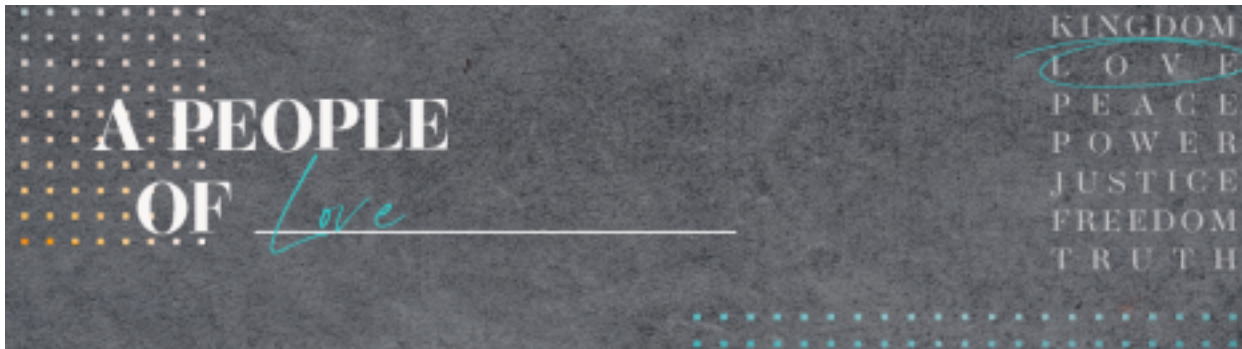 A PEOPLE
OF Love
KINGDOM
LOVE
PEACE
POWER
JUSTICE
FREEDOM
TRUTH